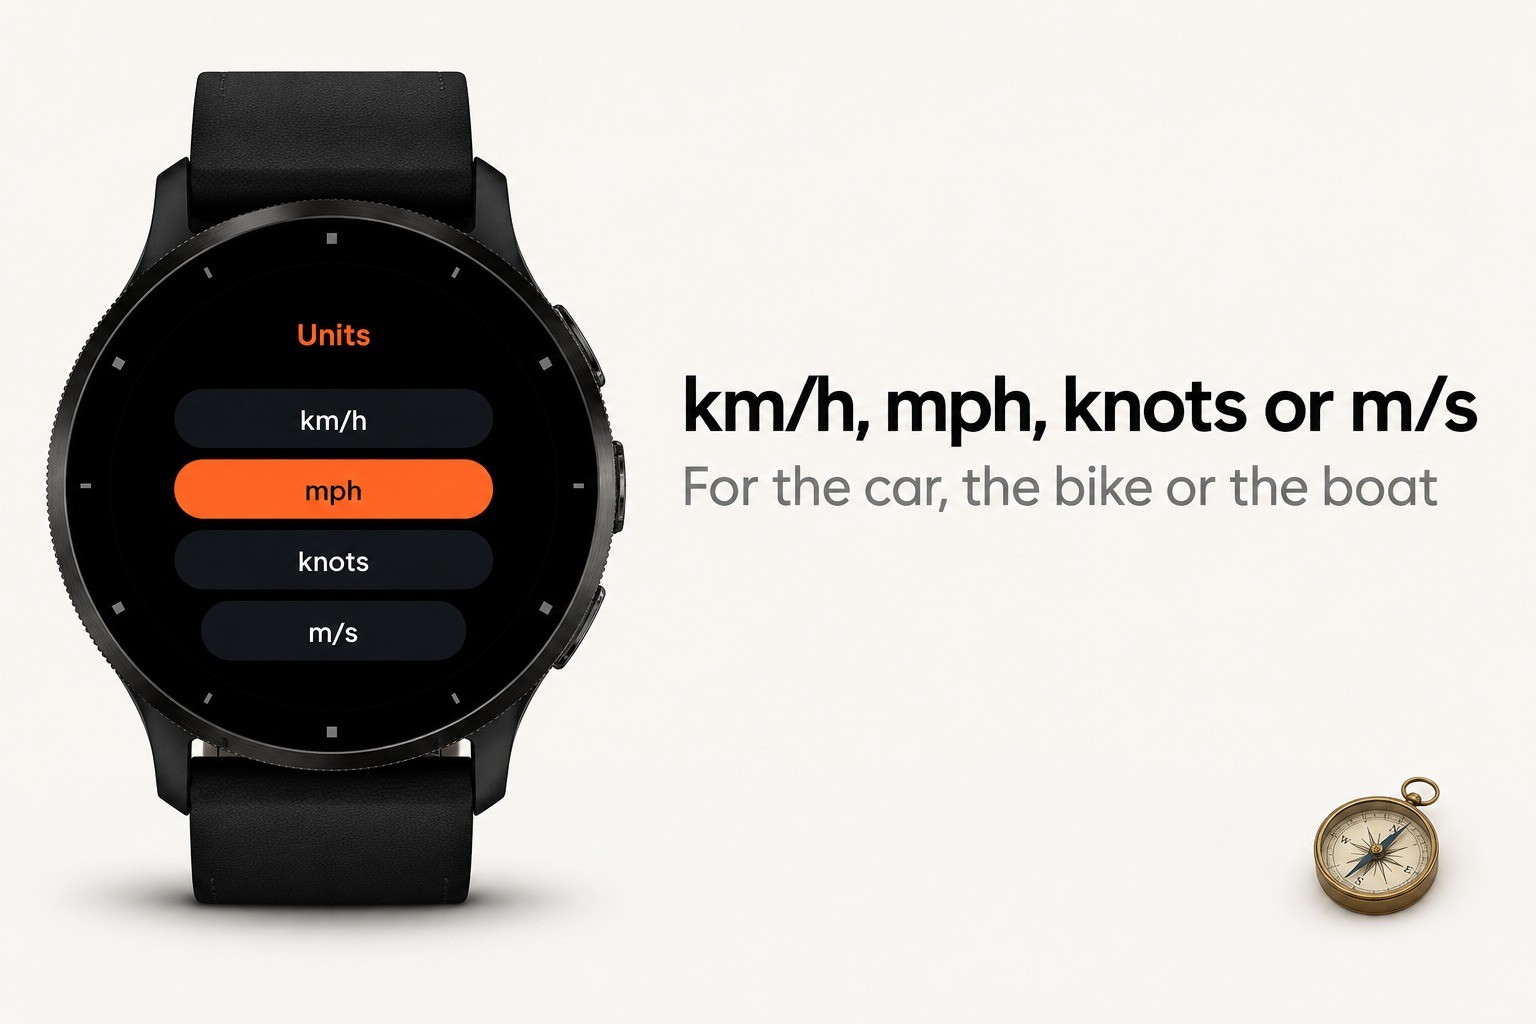 Units
km/h
mph
knots
m/s
km/h, mph, knots or m/s
For the car, the bike or the boat
N
W
E
S